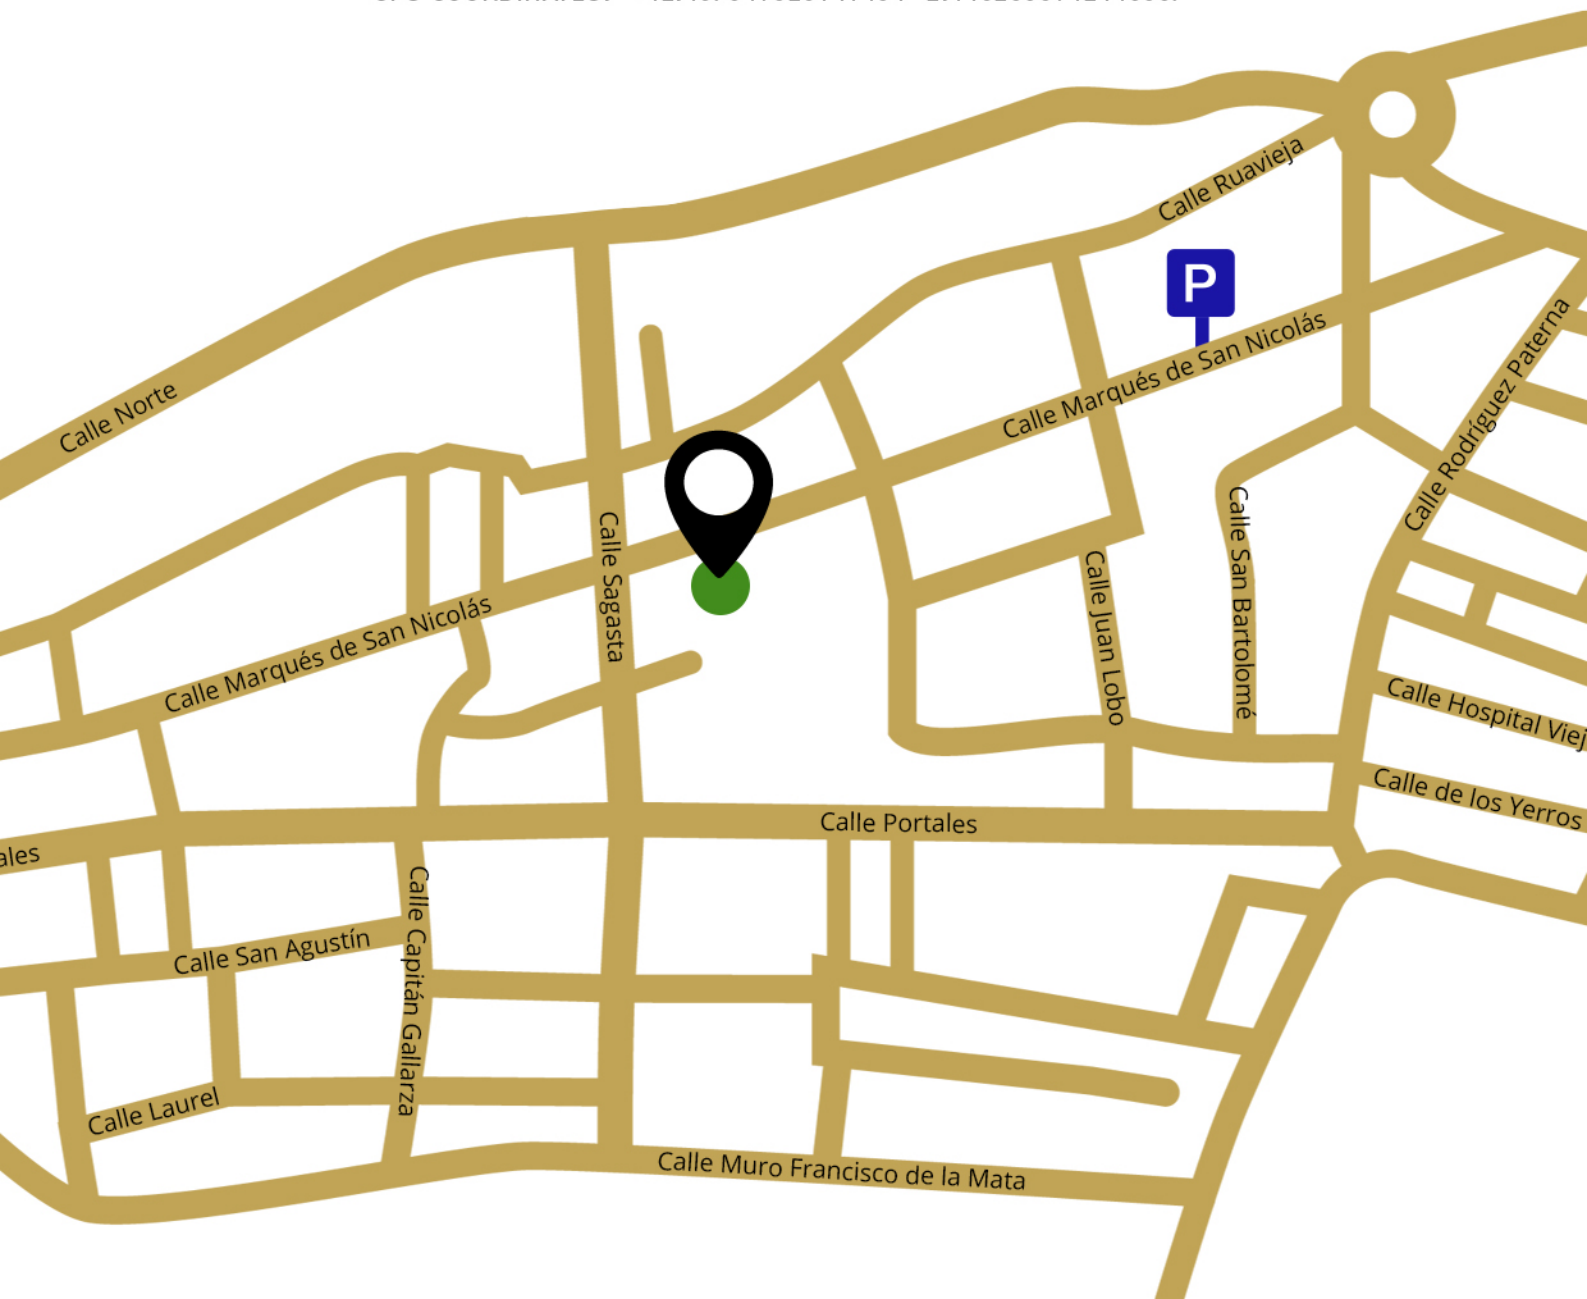 Calle Ruavieja
P
Calle Marqués de San Nicolás
Calle Norte
Calle Rodríguez Paterna
Calle San Bartolomé
Calle Sagasta
Calle Juan Lobo
Calle Marqués de San Nicolás
Calle Hospital Viej
Calle de los Yerros
Calle Portales
ales
Calle Capitán Gallarza
Calle San Agustín
Calle Laurel
Calle Muro Francisco de la Mata